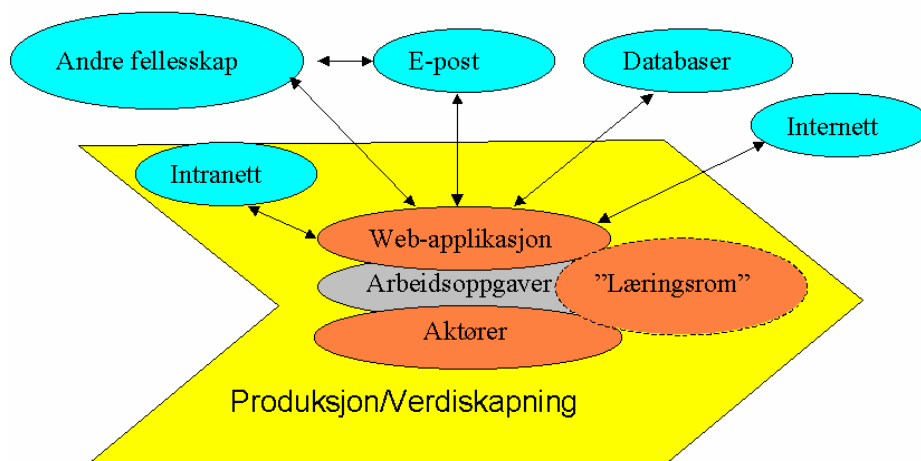 Andre fellesskap
E-post
Databaser
Internett
Intranett
Web-applikasjon
Arbeidsoppgaver
”Læringsrom”
Aktører
Produksjon/Verdiskapning